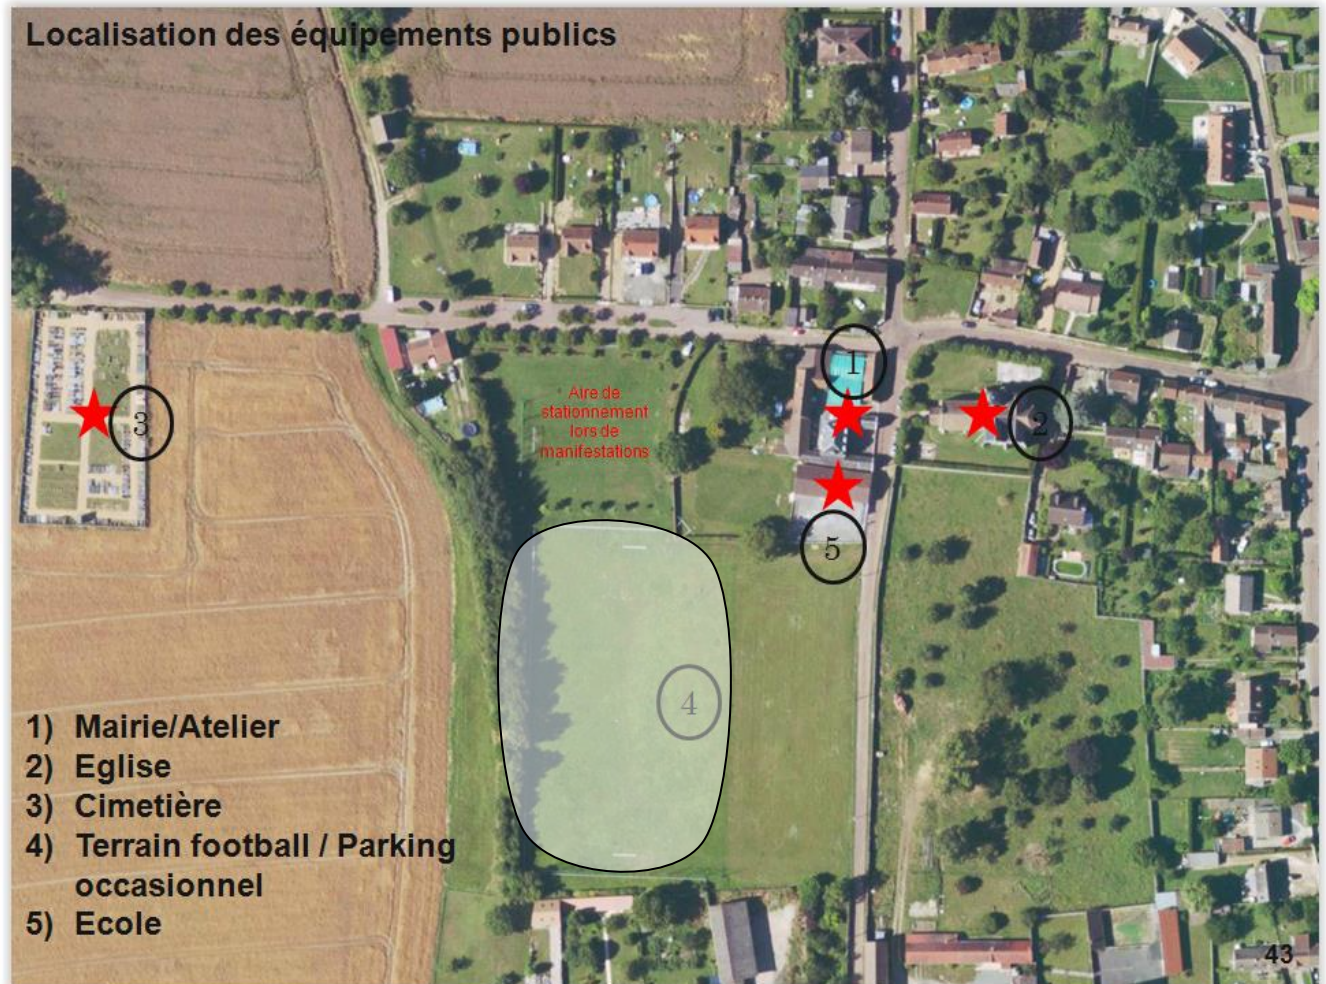 Localisation des équipements publics
1
Aire de
stationnement
lors de
manifestations
3
2
5
4
1) Mairie/Atelier
2) Eglise
3) Cimetière
4) Terrain football / Parking
occasionnel
5) Ecole
43